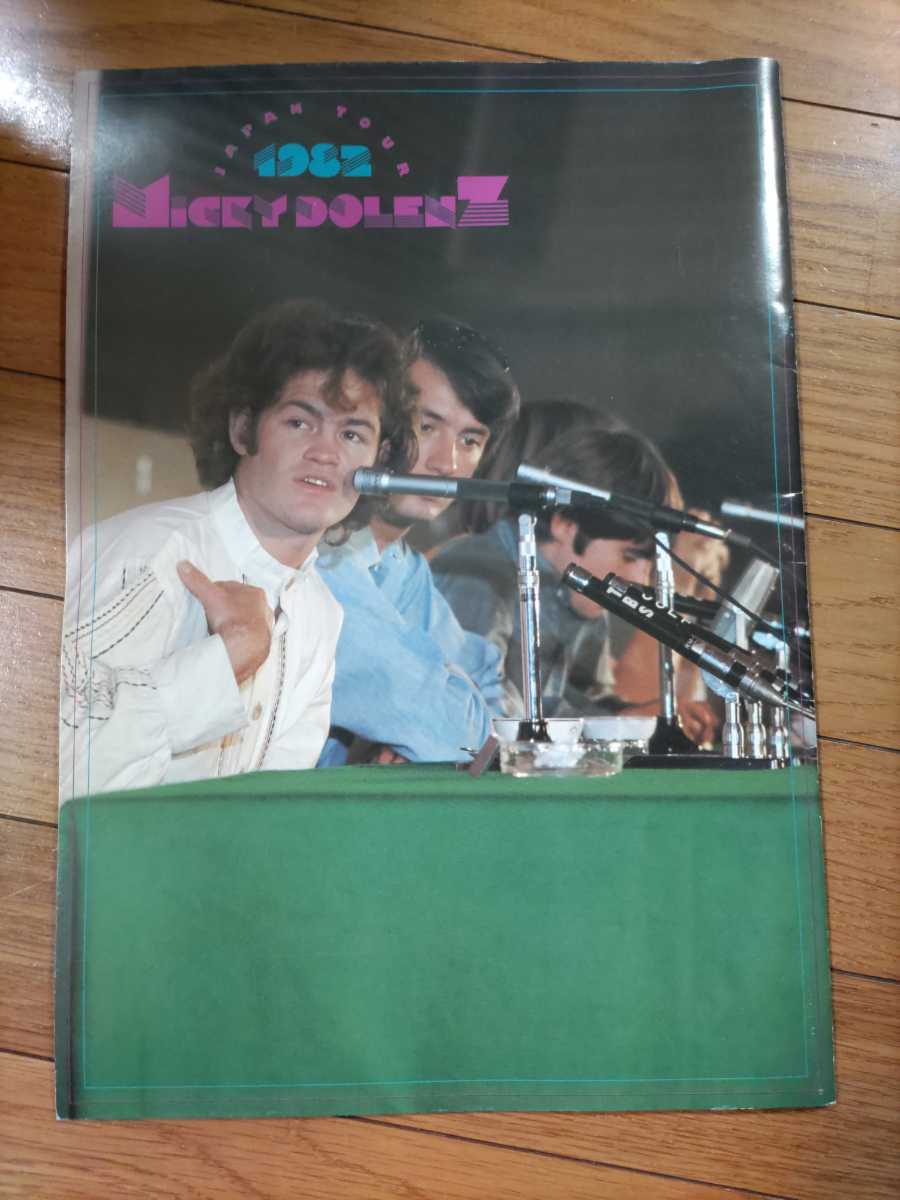 JAPAN TOUR
1982
MICKY DOLENZ
TBS